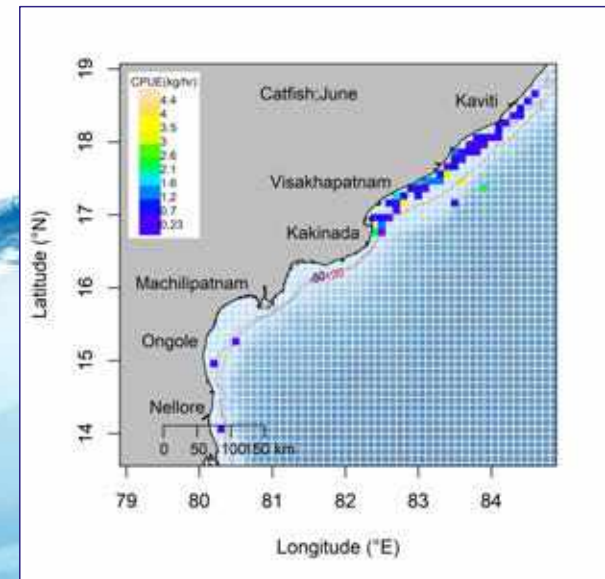 CPUE(kg/hr)
4.4
4
3.5
3
2.6
2.1
1.6
1.2
0.7
0.23
Catfish:June
Kaviti
Visakhapatnam
Kakinada
Machilipatnam
Ongole
Nellore
0 50 100 150 km
19
18
17
16
15
14
Latitude (°N)
79 80 81 82 83 84
Longitude (°E)